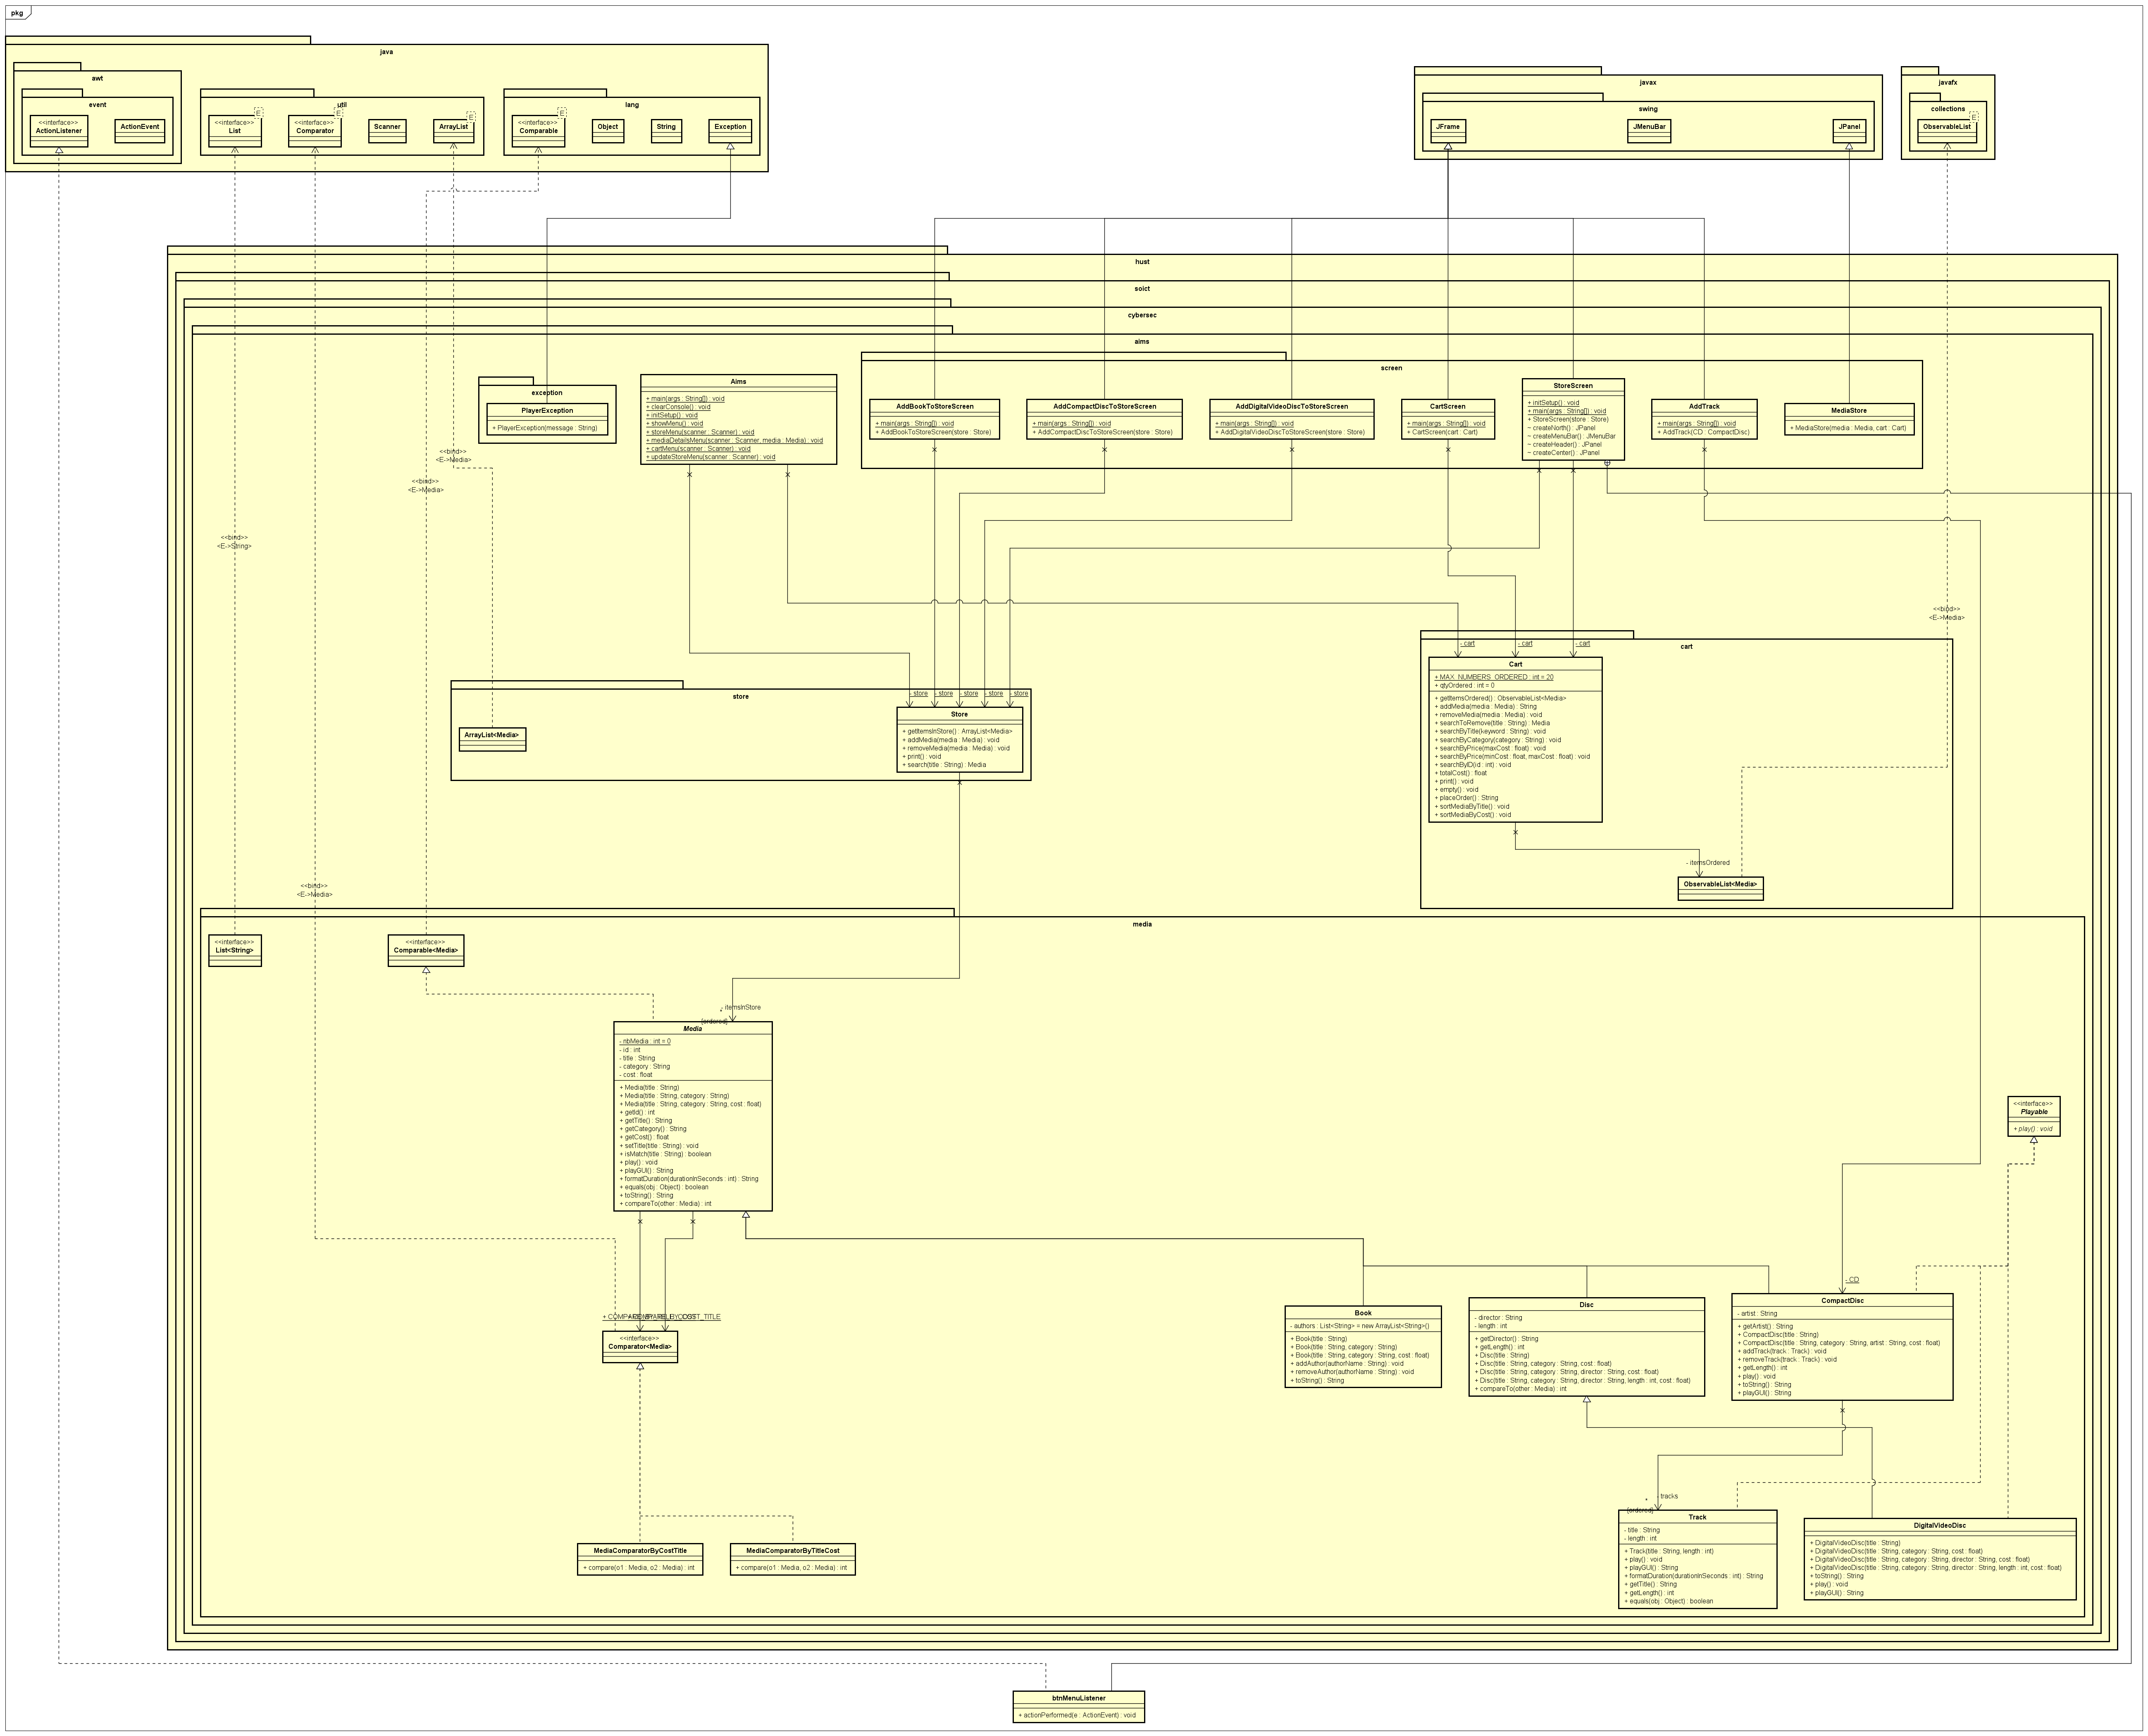 pkg
java
awt
event
<<interface>>
ActionListener
ActionEvent
util
<<interface>>
List
E
<<interface>>
Comparator
E
Scanner
ArrayList
E
lang
<<interface>>
Comparable
E
Object
String
Exception
javax
swing
JFrame
JMenuBar
JPanel
javafx
collections
ObservableList
E
hust
soict
cybersec
aims
exception
PlayerException
+ PlayerException(message : String)
Aims
+ main(args : String[]) : void
+ clearConsole() : void
+ initSetup() : void
+ showMenu() : void
+ storeMenu(scanner : Scanner) : void
+ mediaDetailsMenu(scanner : Scanner, media : Media) : void
+ cartMenu(scanner : Scanner) : void
+ updateStoreMenu(scanner : Scanner) : void
screen
AddBookToStoreScreen
+ main(args : String[]) : void
+ AddBookToStoreScreen(store : Store)
AddCompactDiscToStoreScreen
+ main(args : String[]) : void
+ AddCompactDiscToStoreScreen(store : Store)
AddDigitalVideoDiscToStoreScreen
+ main(args : String[]) : void
+ AddDigitalVideoDiscToStoreScreen(store : Store)
CartScreen
+ main(args : String[]) : void
+ CartScreen(cart : Cart)
StoreScreen
+ initSetup() : void
+ main(args : String[]) : void
+ StoreScreen(store : Store)
~ createNorth() : JPanel
~ createMenuBar() : JMenuBar
~ createHeader() : JPanel
~ createCenter() : JPanel
AddTrack
+ main(args : String[]) : void
+ AddTrack(CD : CompactDisc)
MediaStore
+ MediaStore(media : Media, cart : Cart)
<<bind>>
<E->Media>
<<bind>>
<E->Media>
<<bind>>
<E->String>
<<bind>>
<E->Media>
<<bind>>
<E->Media>
store
ArrayList<Media>
- store
- store
- store
- store
- store
Store
+ getItemsInStore() : ArrayList<Media>
+ addMedia(media : Media) : void
+ removeMedia(media : Media) : void
+ print() : void
+ search(title : String) : Media
cart
- cart
- cart
- cart
Cart
+ MAX_NUMBERS_ORDERED : int = 20
+ qtyOrdered : int = 0
+ getItemsOrdered() : ObservableList<Media>
+ addMedia(media : Media) : String
+ removeMedia(media : Media) : void
+ searchToRemove(title : String) : Media
+ searchByTitle(keyword : String) : void
+ searchByCategory(category : String) : void
+ searchByPrice(maxCost : float) : void
+ searchByPrice(minCost : float, maxCost : float) : void
+ searchByID(id : int) : void
+ totalCost() : float
+ print() : void
+ empty() : void
+ placeOrder() : String
+ sortMediaByTitle() : void
+ sortMediaByCost() : void
- itemsOrdered
ObservableList<Media>
media
<<interface>>
List<String>
<<interface>>
Comparable<Media>
- itemsInStore
*
{ordered}
Media
- nbMedia : int = 0
- id : int
- title : String
- category : String
- cost : float
+ Media(title : String)
+ Media(title : String, category : String)
+ Media(title : String, category : String, cost : float)
+ getId() : int
+ getTitle() : String
+ getCategory() : String
+ getCost() : float
+ setTitle(title : String) : void
+ isMatch(title : String) : boolean
+ play() : void
+ playGUI() : String
+ formatDuration(durationInSeconds : int) : String
+ equals(obj : Object) : boolean
+ toString() : String
+ compareTo(other : Media) : int
<<interface>>
Playable
+ play() : void
<<interface>>
Comparator<Media>
Book
- authors : List<String> = new ArrayList<String>()
+ Book(title : String)
+ Book(title : String, category : String)
+ Book(title : String, category : String, cost : float)
+ addAuthor(authorName : String) : void
+ removeAuthor(authorName : String) : void
+ toString() : String
Disc
- director : String
- length : int
+ getDirector() : String
+ getLength() : int
+ Disc(title : String)
+ Disc(title : String, category : String, cost : float)
+ Disc(title : String, category : String, director : String, cost : float)
+ Disc(title : String, category : String, director : String, length : int, cost : float)
+ compareTo(other : Media) : int
- CD
CompactDisc
- artist : String
+ getArtist() : String
+ CompactDisc(title : String)
+ CompactDisc(title : String, category : String, artist : String, cost : float)
+ addTrack(track : Track) : void
+ removeTrack(track : Track) : void
+ getLength() : int
+ play() : void
+ toString() : String
+ playGUI() : String
- tracks
*
{ordered}
Track
- title : String
- length : int
+ Track(title : String, length : int)
+ play() : void
+ playGUI() : String
+ formatDuration(durationInSeconds : int) : String
+ getTitle() : String
+ getLength() : int
+ equals(obj : Object) : boolean
DigitalVideoDisc
+ DigitalVideoDisc(title : String)
+ DigitalVideoDisc(title : String, category : String, cost : float)
+ DigitalVideoDisc(title : String, category : String, director : String, cost : float)
+ DigitalVideoDisc(title : String, category : String, director : String, length : int, cost : float)
+ toString() : String
+ play() : void
+ playGUI() : String
MediaComparatorByCostTitle
+ compare(o1 : Media, o2 : Media) : int
MediaComparatorByTitleCost
+ compare(o1 : Media, o2 : Media) : int
btnMenuListener
+ actionPerformed(e : ActionEvent) : void